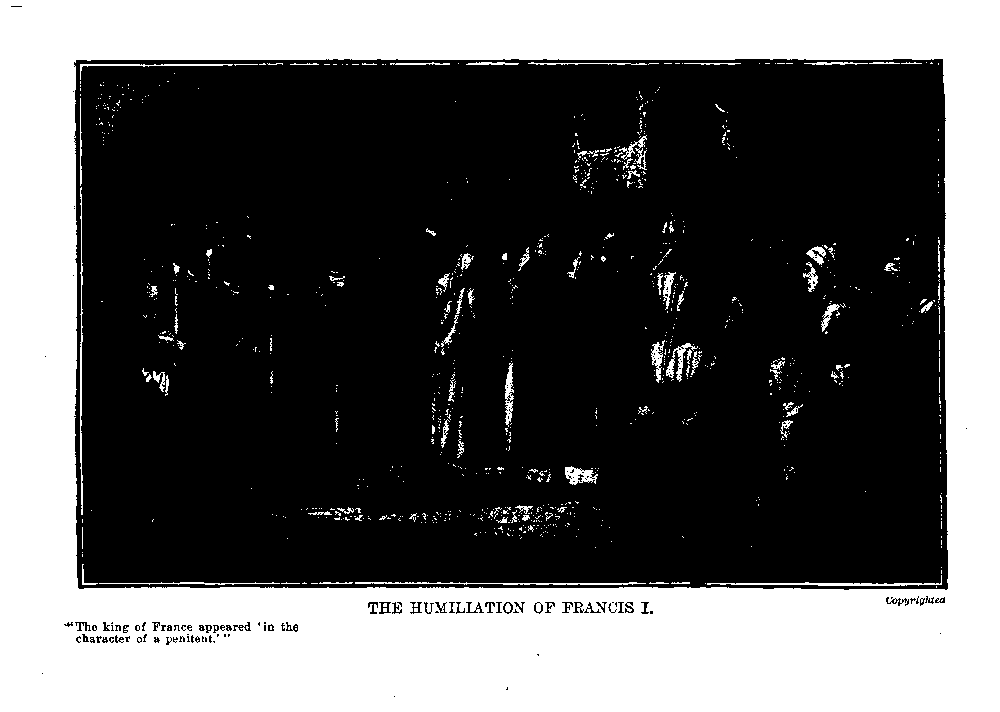 Copyrighted
THE HUMILIATION OF FRANCIS I.
"The king of France appeared 'in the
character of a penitent.'"